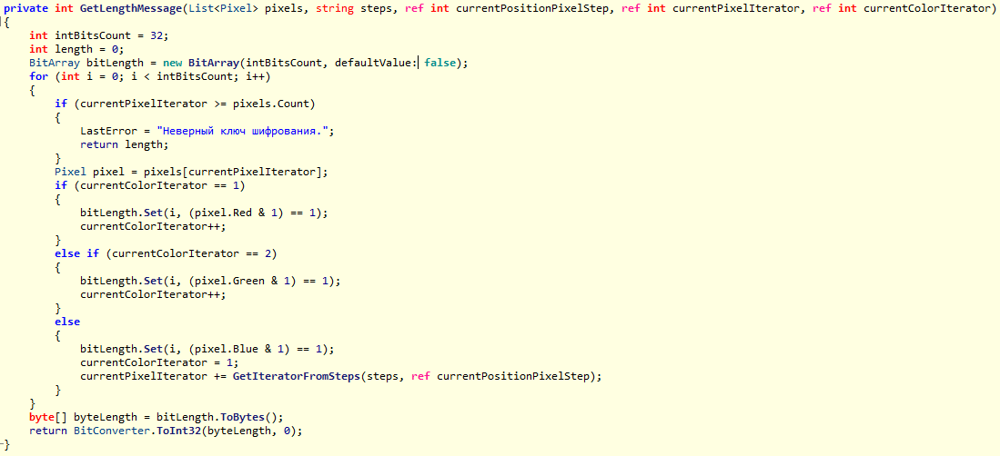 private int GetLengthMessage(List<Pixel> pixels, string steps, ref int currentPositionPixelStep, ref int currentPixelIterator, ref int currentColorIterator)
{
    int intBitsCount = 32;
    int length = 0;
    BitArray bitLength = new BitArray(intBitsCount, defaultValue: false);
    for (int i = 0; i < intBitsCount; i++)
    {
        if (currentPixelIterator >= pixels.Count)
        {
            LastError = "Неверный ключ шифрования.";
            return length;
        }
        Pixel pixel = pixels[currentPixelIterator];
        if (currentColorIterator == 1)
        {
            bitLength.Set(i, (pixel.Red & 1) == 1);
            currentColorIterator++;
        }
        else if (currentColorIterator == 2)
        {
            bitLength.Set(i, (pixel.Green & 1) == 1);
            currentColorIterator++;
        }
        else
        {
            bitLength.Set(i, (pixel.Blue & 1) == 1);
            currentColorIterator = 1;
            currentPixelIterator += GetIteratorFromSteps(steps, ref currentPositionPixelStep);
        }
    }
    byte[] byteLength = bitLength.ToBytes();
    return BitConverter.ToInt32(byteLength, 0);
}